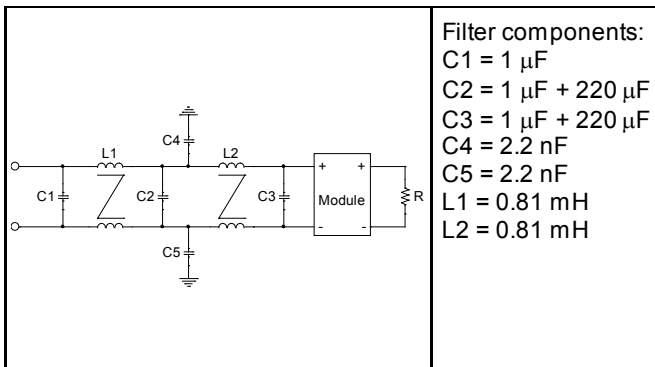 Filter components:
C1 = 1 μF
C2 = 1 μF + 220 μF
C3 = 1 μF + 220 μF
C4 = 2.2 nF
C5 = 2.2 nF
L1 = 0.81 mH
L2 = 0.81 mH
C4
L1
L2
+
+
C1
C2
C3
Module
R
-
-
C5